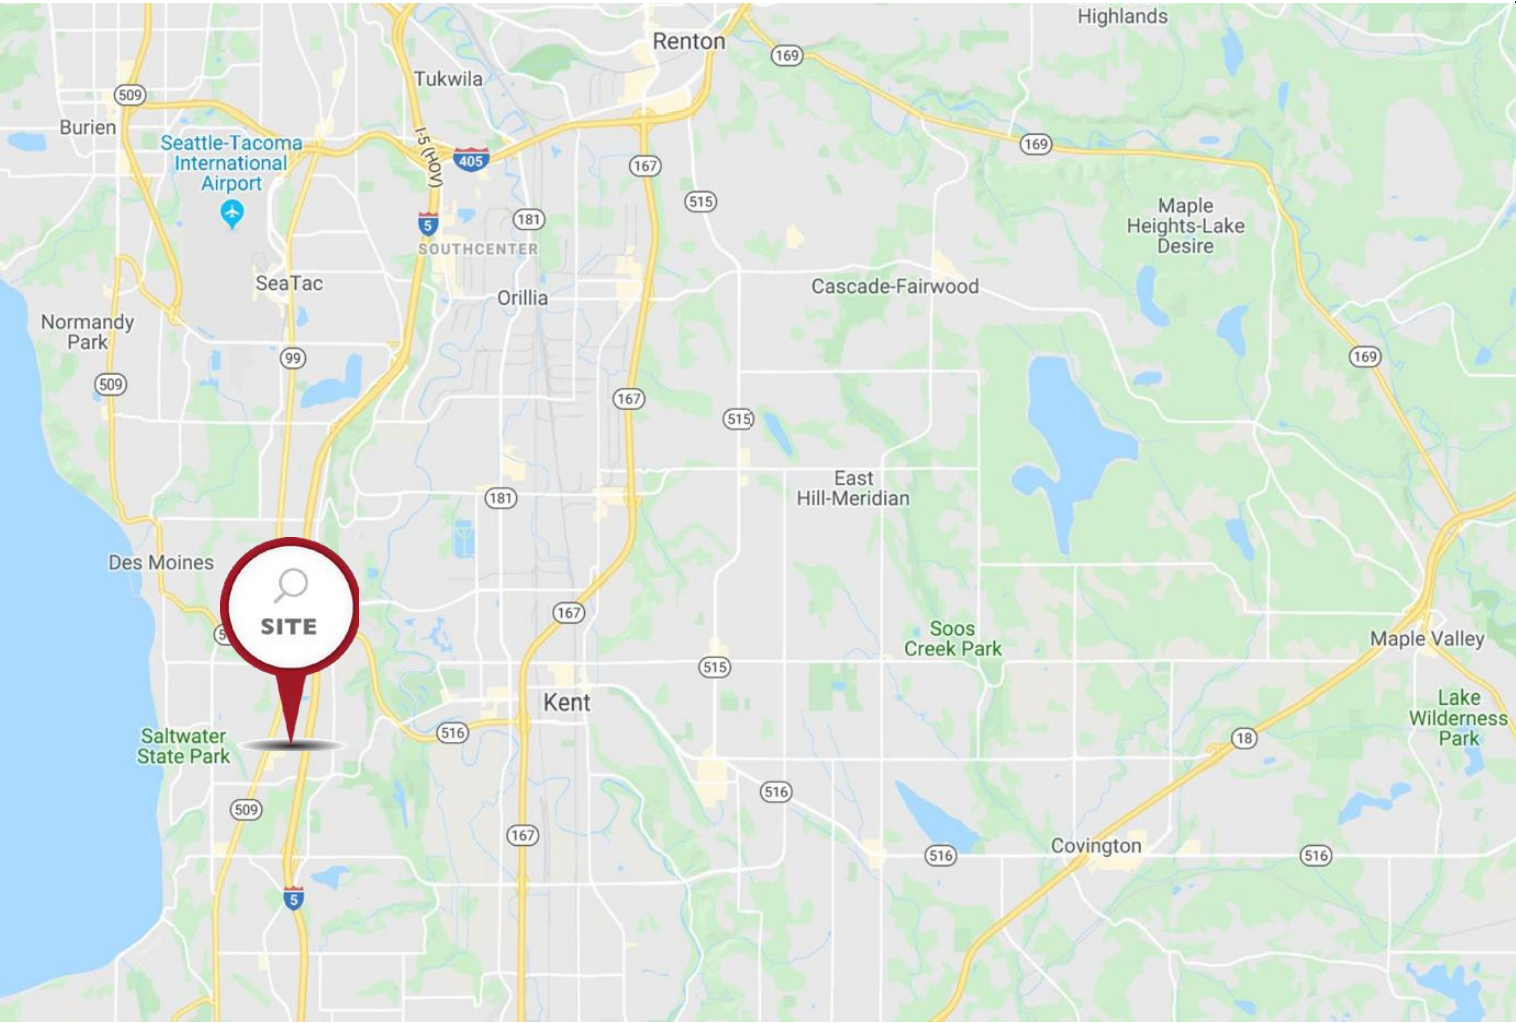 Highlands
Renton
169
Tukwila
509
Burien
Seattle-Tacoma
International
Airport
I-5 (HOV)
405
167
169
515
181
5
SOUTHCENTER
Maple
Heights-Lake
Desire
SeaTac
Orillia
Cascade-Fairwood
Normandy
Park
99
169
509
167
515
181
East
Hill-Meridian
Des Moines
SITE
167
Soos
Creek Park
Maple Valley
515
Kent
516
Saltwater
State Park
Lake
Wilderness
Park
18
516
509
167
Covington
516
516
5